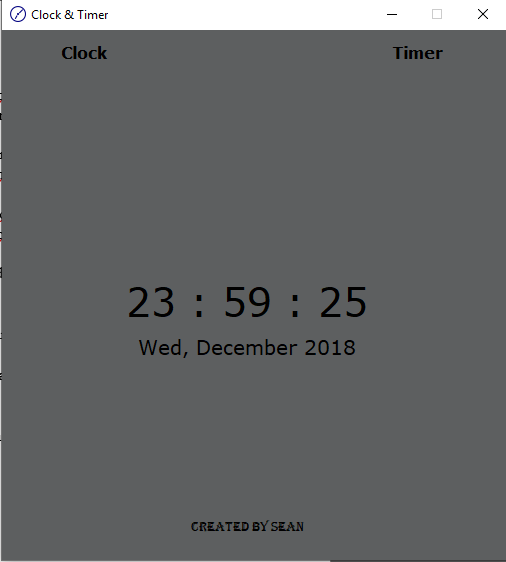 Clock & Timer
Clock Timer
23 : 59 : 25
Wed, December 2018
CREATED BY SEAN